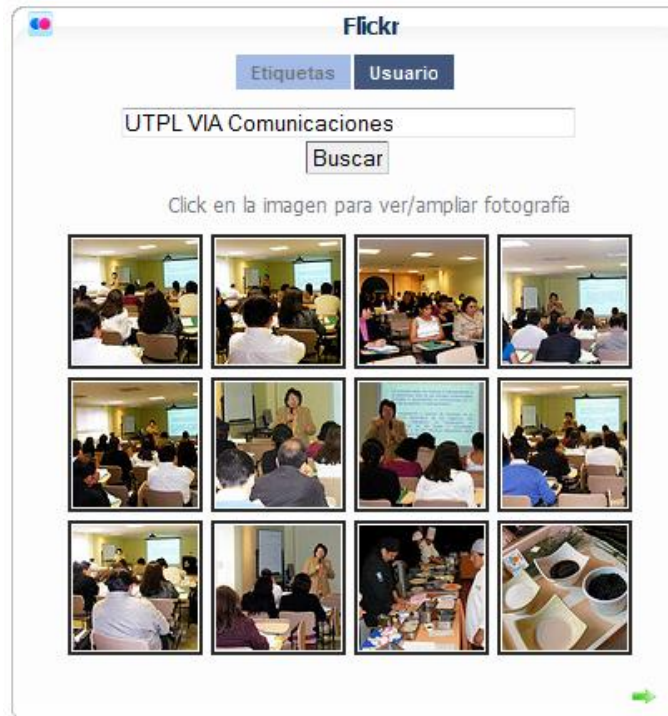 Flickr
Etiquetas Usuario
UTPL VIA Comunicaciones
Buscar
Click en la imagen para ver/ampliar fotografía